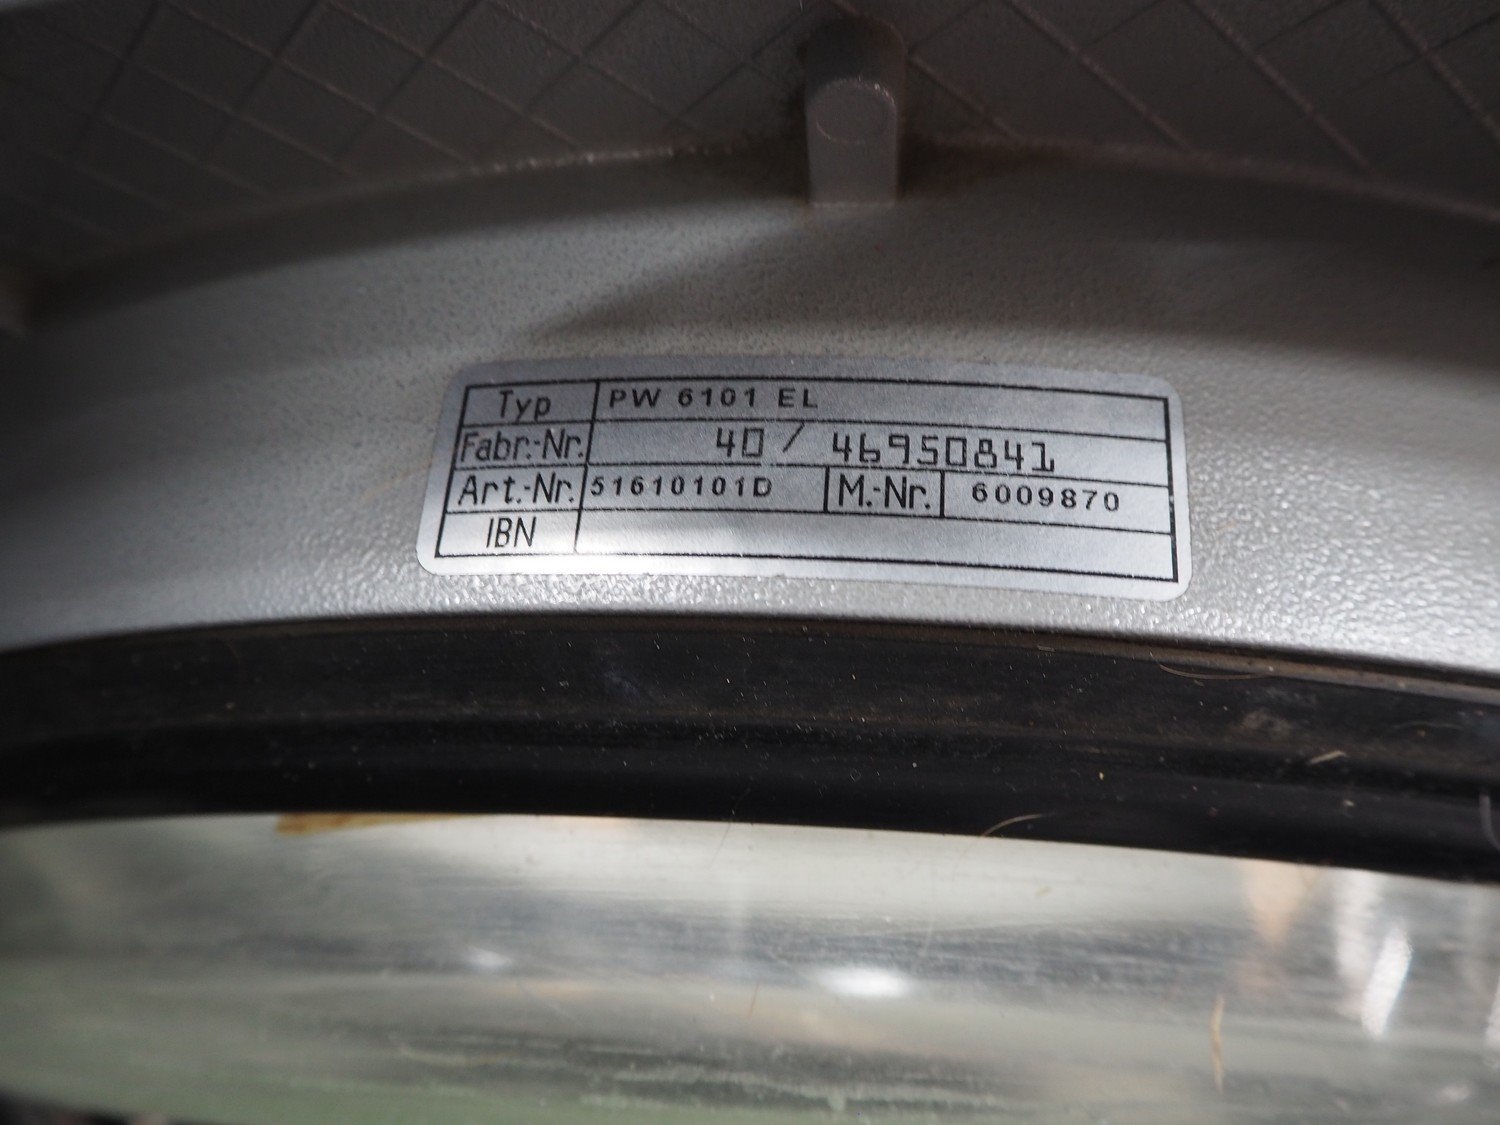 Typ PW 6101 EL
Fabr.-Nr. 40 / 46950841
Art.-Nr. 51610101D M.-Nr. 6009870
IBN